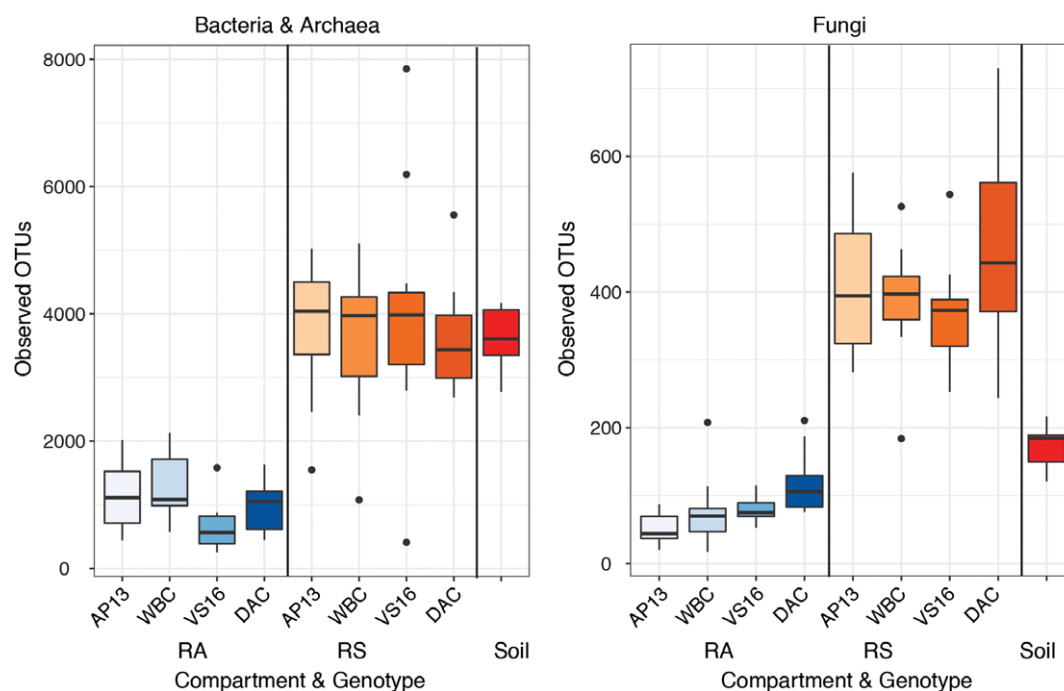 Bacteria & Archaea
8000
6000
4000
2000
0
Observed OTUs
AP13 WBC VS16 DAC AP13 WBC VS16 DAC
RA RS Soil
Compartment & Genotype
Fungi
600
400
200
0
Observed OTUs
AP13 WBC VS16 DAC AP13 WBC VS16 DAC
RA RS Soil
Compartment & Genotype